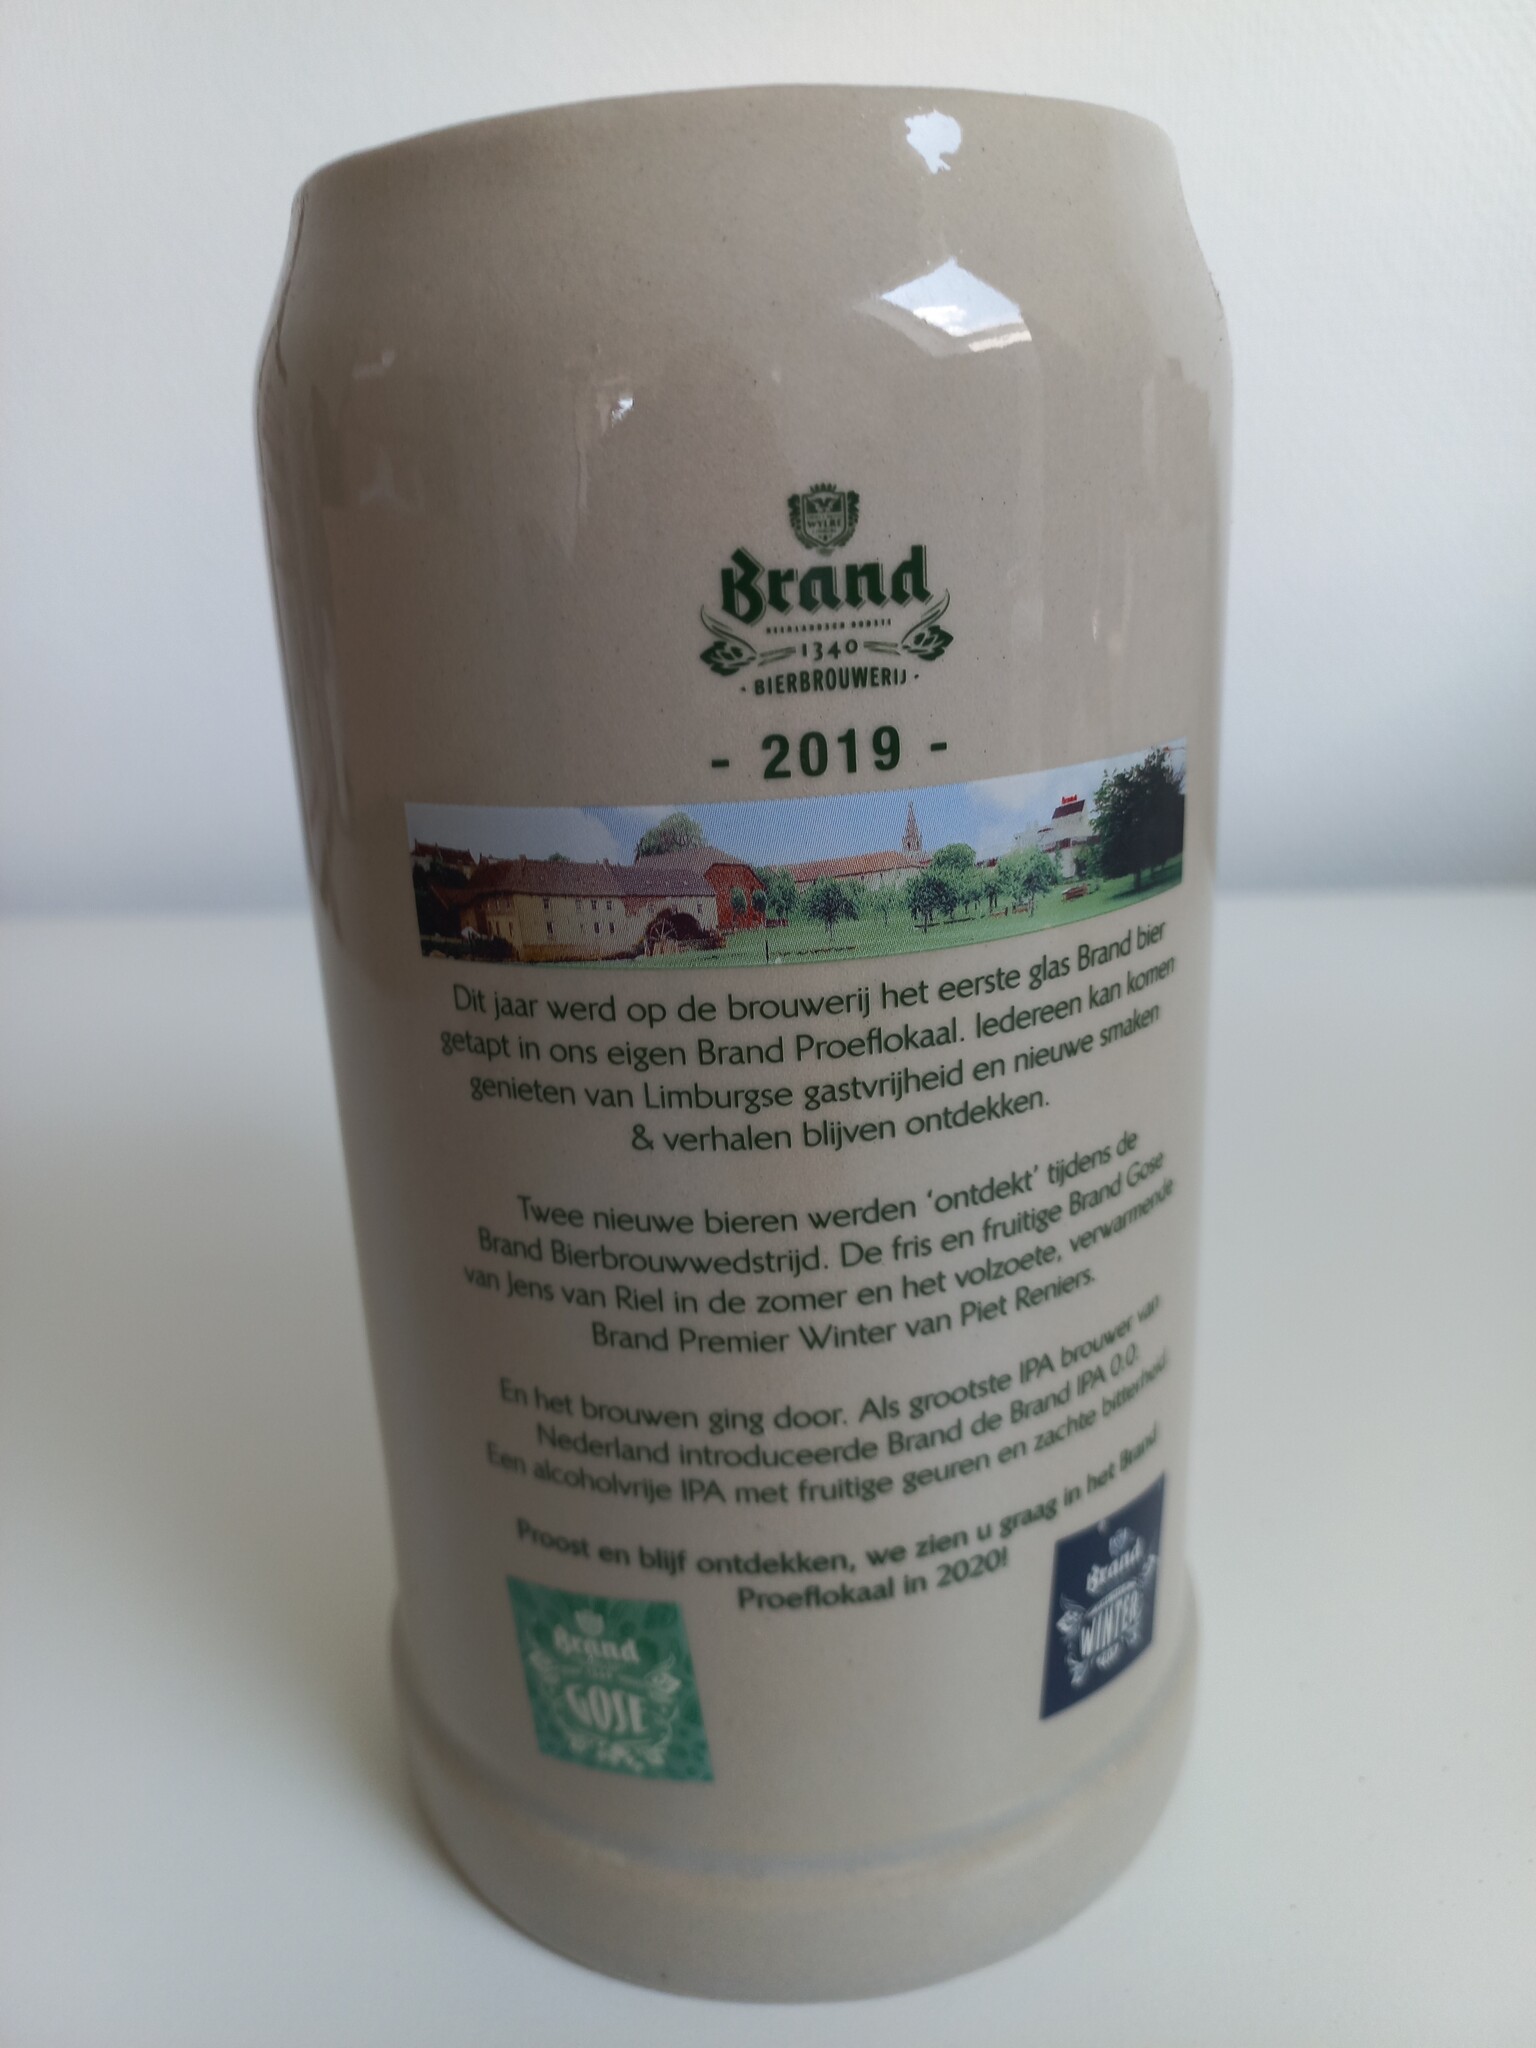 WYLRE
Brand
NEERLANDSCH OUDSTE
1340
· BIERBROUWERIJ ·
- 2019 -
Brand
Dit jaar werd op de brouwerij het eerste glas Brand bier
getapt in ons eigen Brand Proeflokaal. Iedereen kan komen
genieten van Limburgse gastvrijheid en nieuwe smaken
& verhalen blijven ontdekken.
Twee nieuwe bieren werden ‘ontdekt’ tijdens de
Brand Bierbrouwwedstrijd. De fris en fruitige Brand Gose
van Jens van Riel in de zomer en het volzoete, verwarmende
Brand Premier Winter van Piet Reniers.
En het brouwen ging door. Als grootste IPA brouwer van
Nederland introduceerde Brand de Brand IPA 0.0.
Een alcoholvrije IPA met fruitige geuren en zachte bitterheid.
Proost en blijf ontdekken, we zien u graag in het Brand
Proeflokaal in 2020!
Brand
GOSE
Brand
WINTER